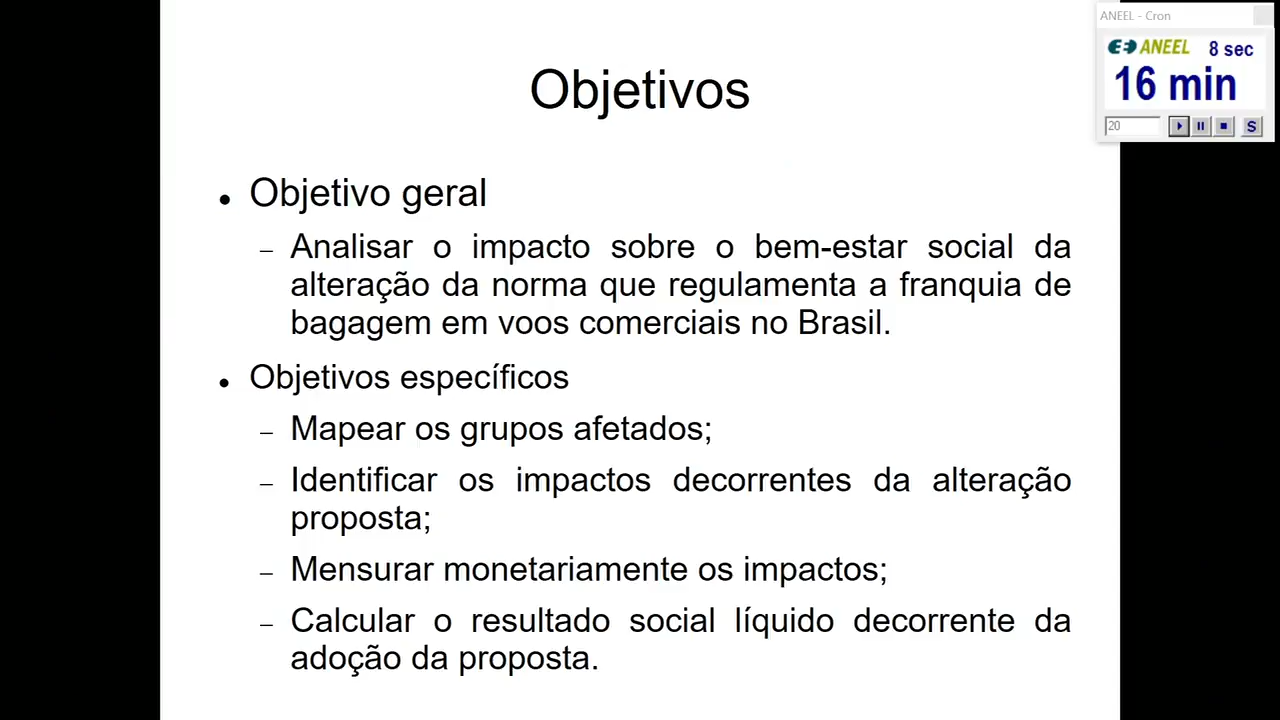 ANEEL - Cron
ANEEL 8 sec
16 min
20
S
Objetivos
• Objetivo geral
– Analisar o impacto sobre o bem-estar social da
alteração da norma que regulamenta a franquia de
bagagem em voos comerciais no Brasil.
• Objetivos específicos
– Mapear os grupos afetados;
– Identificar os impactos decorrentes da alteração
proposta;
– Mensurar monetariamente os impactos;
– Calcular o resultado social líquido decorrente da
adoção da proposta.